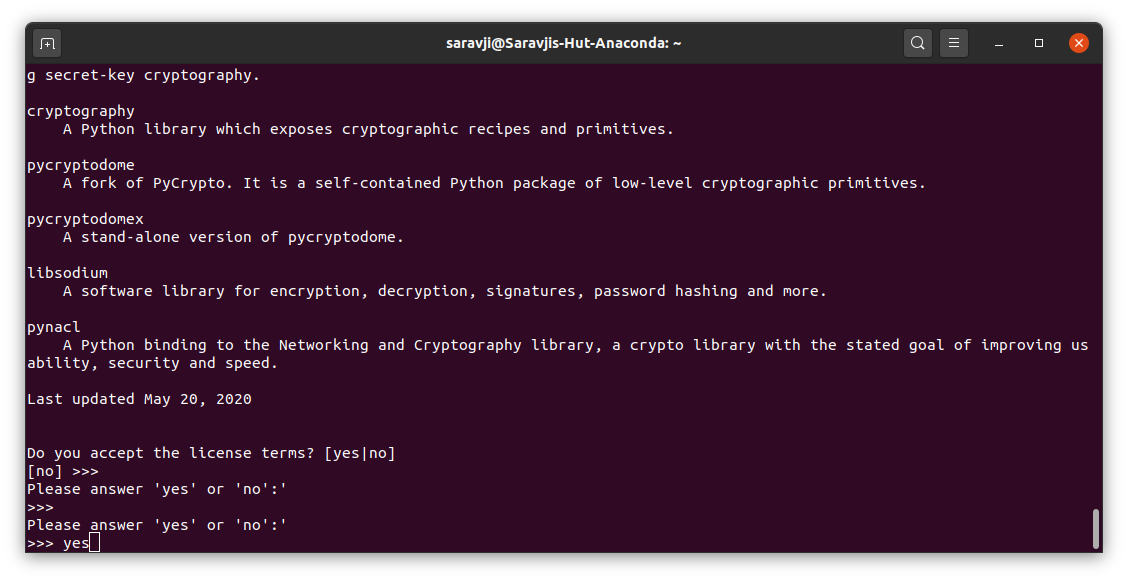 saravji@Saravjis-Hut-Anaconda: ~
g secret-key cryptography.
cryptography
A Python library which exposes cryptographic recipes and primitives.
pycryptodome
A fork of PyCrypto. It is a self-contained Python package of low-level cryptographic primitives.
pycryptodomex
A stand-alone version of pycryptodome.
libsodium
A software library for encryption, decryption, signatures, password hashing and more.
pynacl
A Python binding to the Networking and Cryptography library, a crypto library with the stated goal of improving us
ability, security and speed.
Last updated May 20, 2020
Do you accept the license terms? [yes|no]
[no] >>>
Please answer 'yes' or 'no':'
>>>
Please answer 'yes' or 'no':'
>>> yes